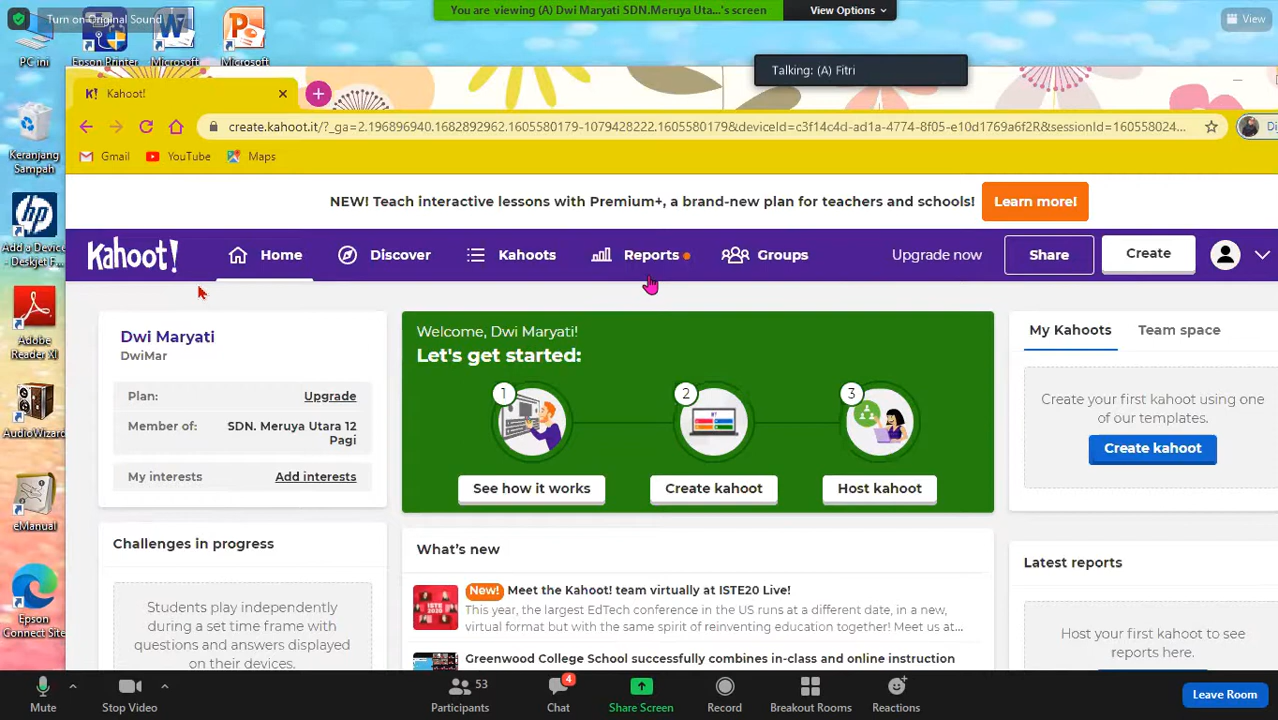 Turn on Original Sound
You are viewing (A) Dwi Maryati SDN.Meruya Uta...'s screen
View Options
View
PC ini
Epson Printer
Microsoft
Microsoft
Talking: (A) Fitri
K! Kahoot!
create.kahoot.it/?_ga=2.196896940.1682892962.1605580179-1079428222.1605580179&deviceId=c3f14c4d-ad1a-4774-8f05-e10d1769a6f2R&sessionId=160558024...
Di
Gmail
YouTube
Maps
Keranjang Sampah
hp
Add a Device - Deskjet F...
Adobe Reader XI
AudioWizard
eManual
Epson Connect Site
NEW! Teach interactive lessons with Premium+, a brand-new plan for teachers and schools!
Learn more!
Kahoot!
Home
Discover
Kahoots
Reports
Groups
Upgrade now
Share
Create
Dwi Maryati
DwiMar
Plan: Upgrade
Member of: SDN. Meruya Utara 12
Pagi
My interests Add interests
Challenges in progress
Students play independently
during a set time frame with
questions and answers displayed
on their devices.
Welcome, Dwi Maryati!
Let's get started:
1
2
3
See how it works
Create kahoot
Host kahoot
What's new
New! Meet the Kahoot! team virtually at ISTE20 Live!
This year, the largest EdTech conference in the US runs at a different date, in a new,
virtual format but with the same spirit of reinventing education together! Meet us at...
Greenwood College School successfully combines in-class and online instruction
My Kahoots
Team space
Create your first kahoot using one
of our templates.
Create kahoot
Latest reports
Host your first kahoot to see
reports here.
Mute
Stop Video
Participants
53
Chat
4
Share Screen
Record
Breakout Rooms
Reactions
Leave Room